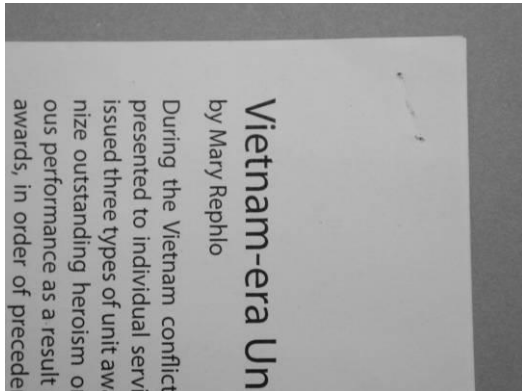 Vietnam-era Un
by Mary Rephlo
During the Vietnam conflict
presented to individual servi
issued three types of unit aw
nize outstanding heroism o
ous performance as a result
awards, in order of precede